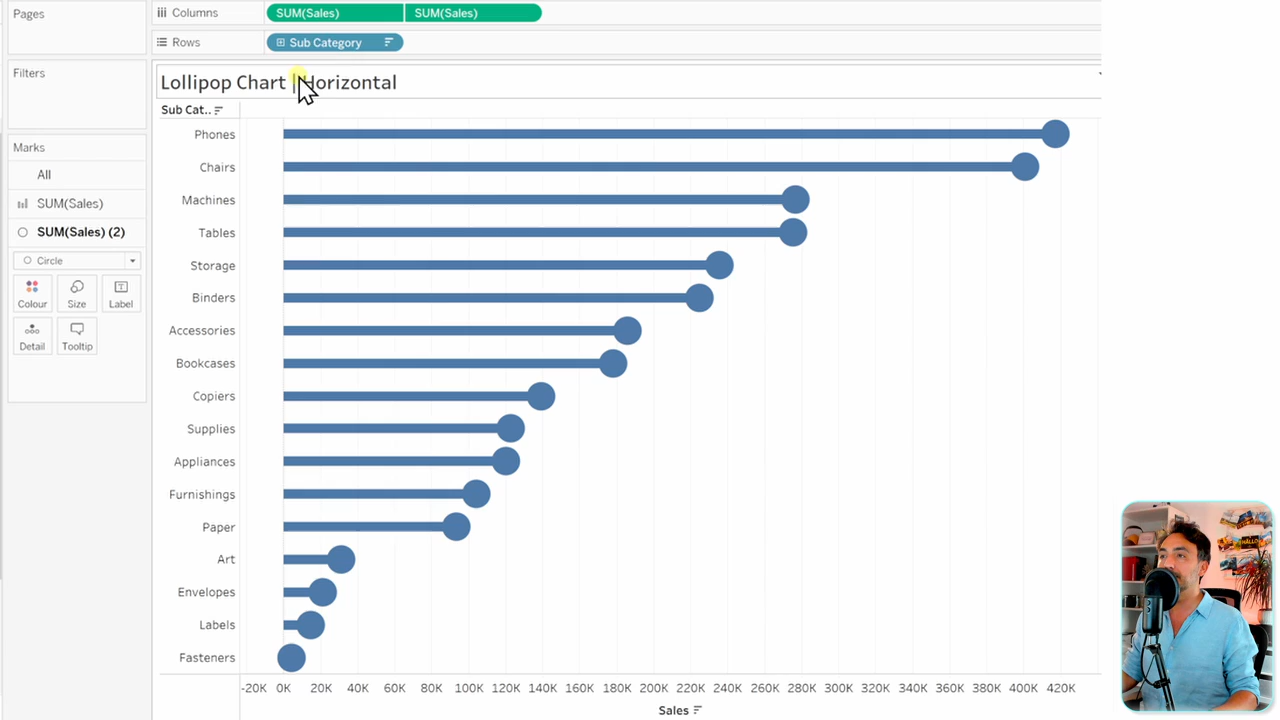 Pages
Columns SUM(Sales) SUM(Sales)
Rows Sub Category
Filters
Lollipop Chart | Horizontal
Sub Cat..
Marks
All
SUM(Sales)
SUM(Sales) (2)
Circle
Colour Size Label
Detail Tooltip
Phones
Chairs
Machines
Tables
Storage
Binders
Accessories
Bookcases
Copiers
Supplies
Appliances
Furnishings
Paper
Art
Envelopes
Labels
Fasteners
-20K 0K 20K 40K 60K 80K 100K 120K 140K 160K 180K 200K 220K 240K 260K 280K 300K 320K 340K 360K 380K 400K 420K
Sales